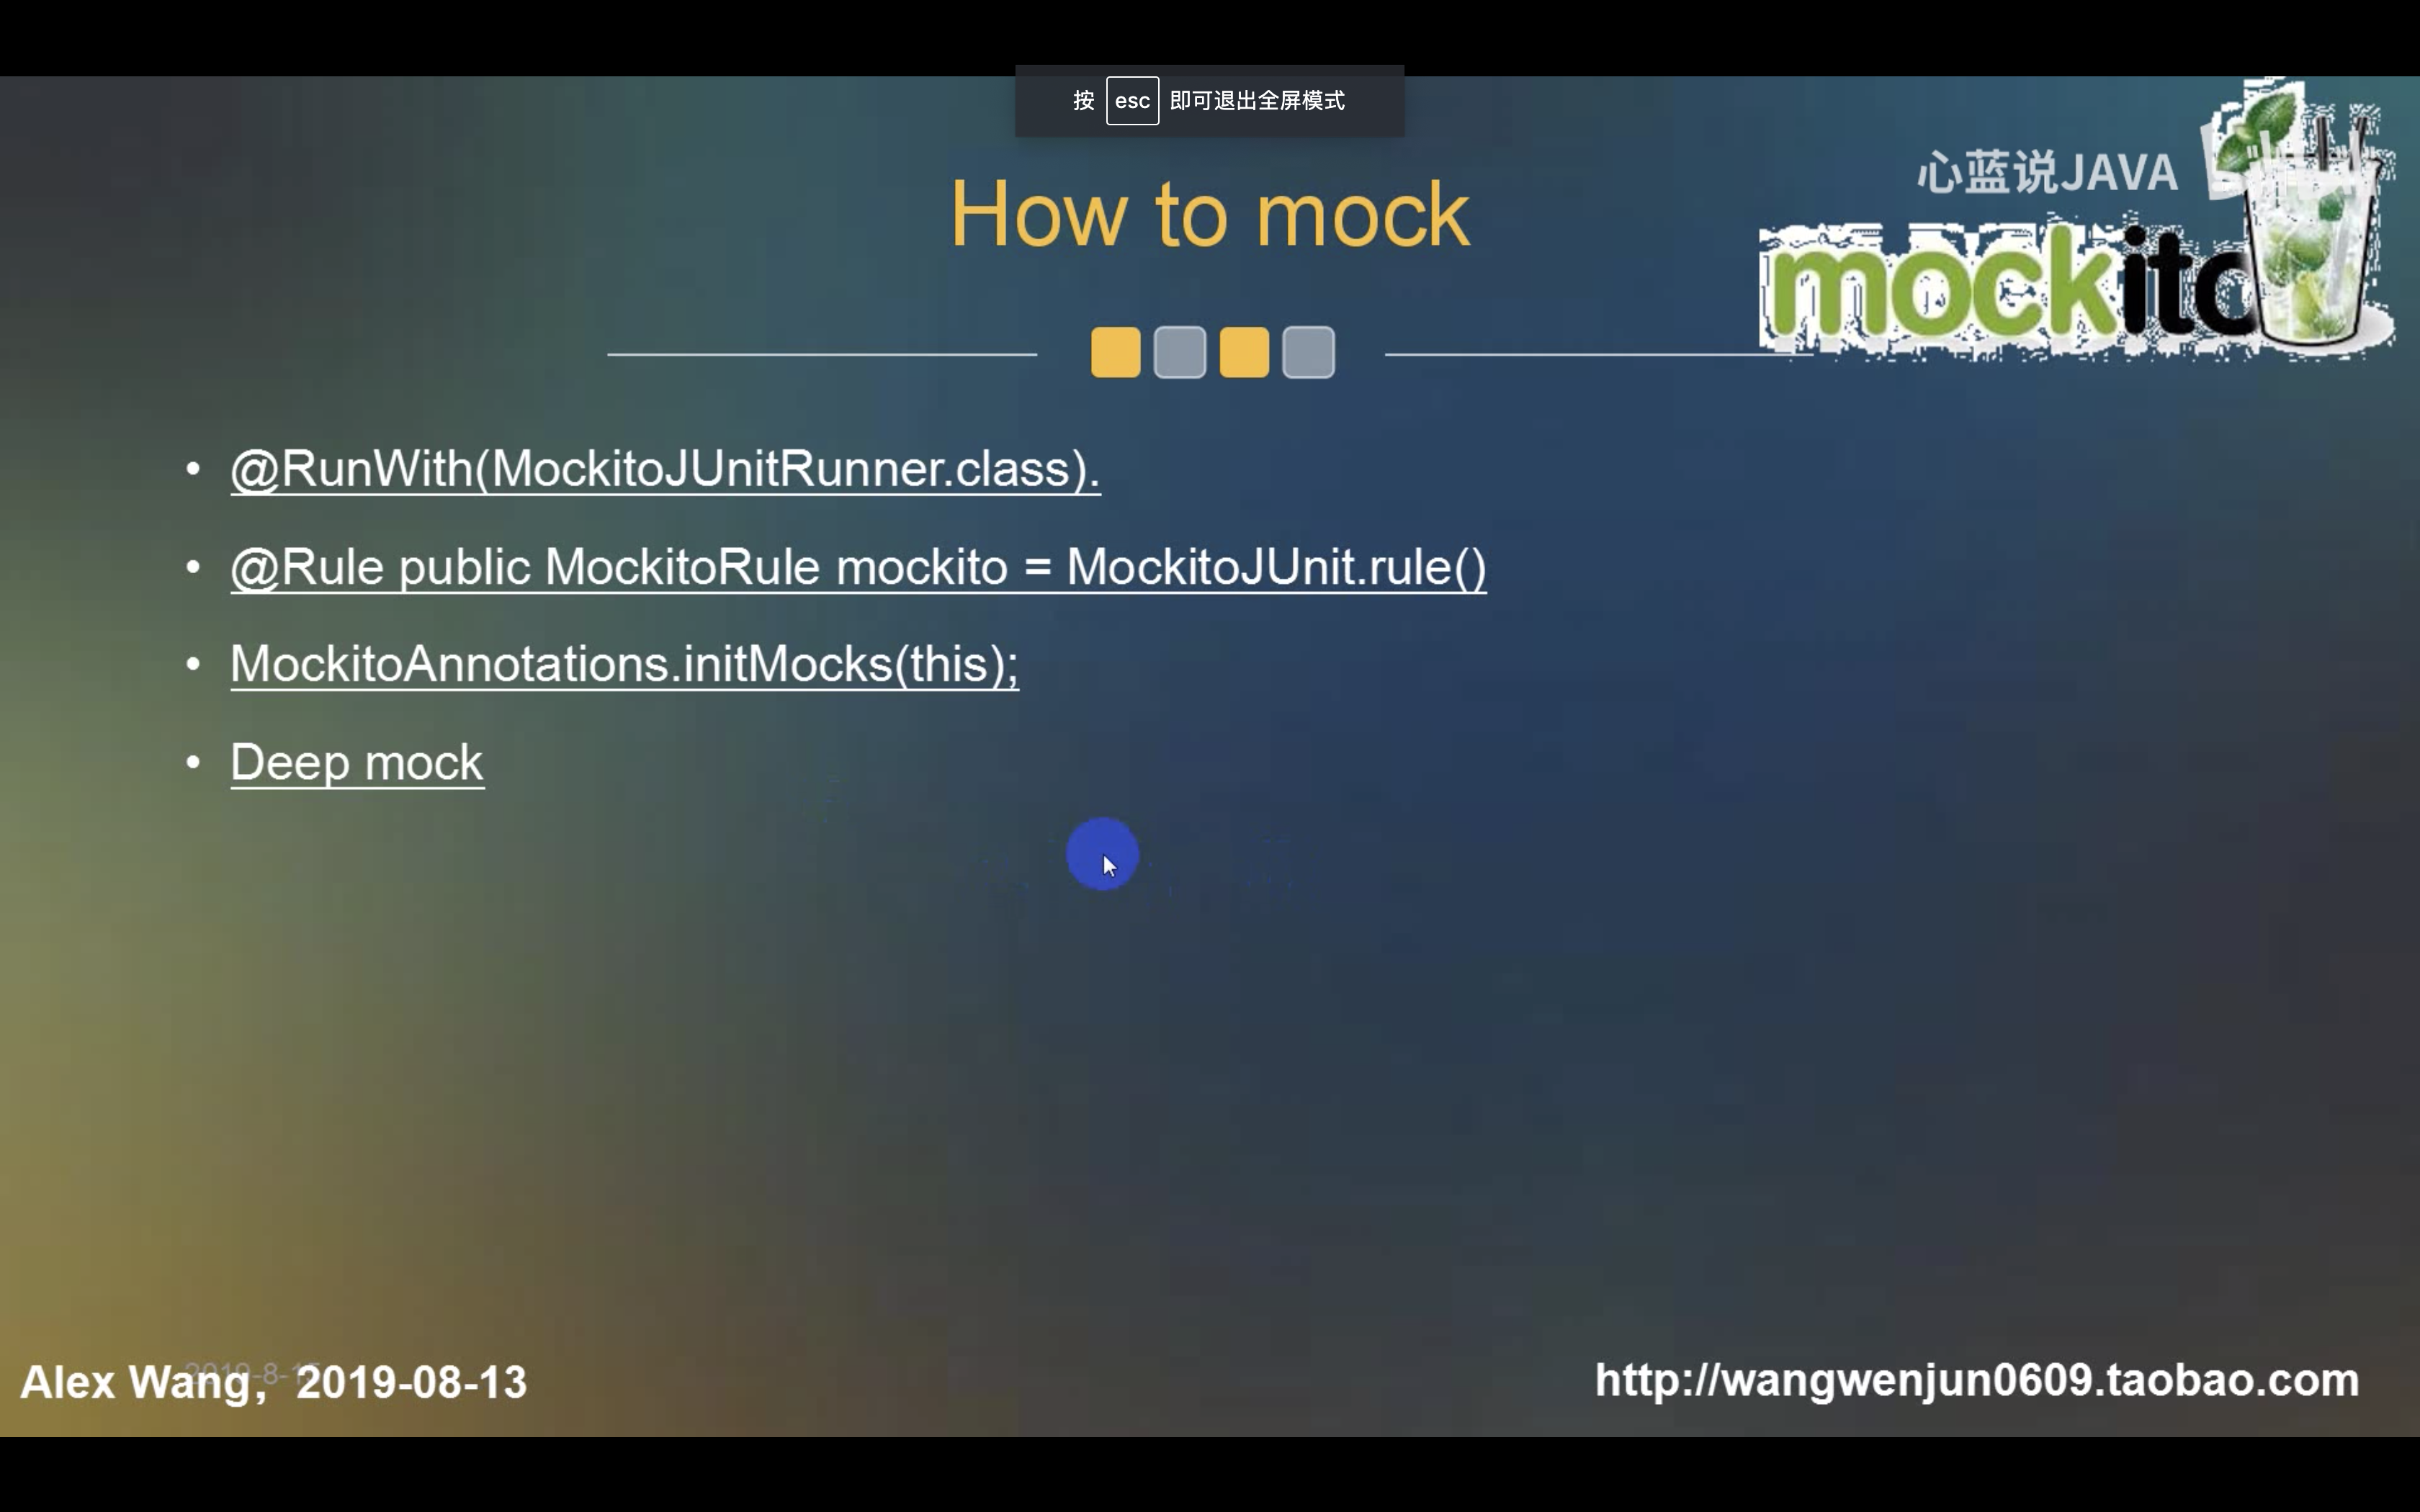 按 esc 即可退出全屏模式
心蓝说JAVA
How to mock
mockito
• @RunWith(MockitoJUnitRunner.class).
• @Rule public MockitoRule mockito = MockitoJUnit.rule()
• MockitoAnnotations.initMocks(this);
• Deep mock
Alex Wang, 2019-08-13
http://wangwenjun0609.taobao.com